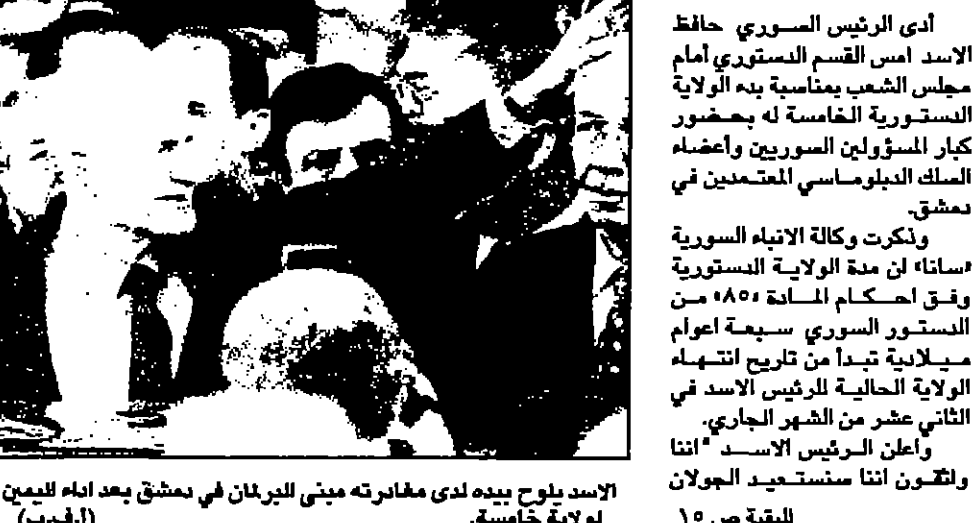 أدى الرئيس السوري حافظ
الاسد امس القسم الدستوري أمام
مجلس الشعب بمناسبة بدء الولاية
الدستورية الخامسة له بحضور
كبار المسؤولين السوريين وأعضاء
السلك الدبلوماسي المعتمدين في
دمشق.
وذكرت وكالة الانباء السورية
«سانا» ان مدة الولاية الدستورية
وفق احكام المادة «٨٥» من
الدستور السوري سبعة اعوام
ميلادية تبدأ من تاريخ انتهاء
الولاية الحالية للرئيس الاسد في
الثاني عشر من الشهر الجاري.
وأعلن الرئيس الاسد "اننا
واثقون اننا سنستعيد الجولان
البقية ص ١٥
الاسد يلوح بيده لدى مغادرته مبنى البرلمان في دمشق بعد اداء اليمين
لولاية خامسة.
(أ.ف.ب)